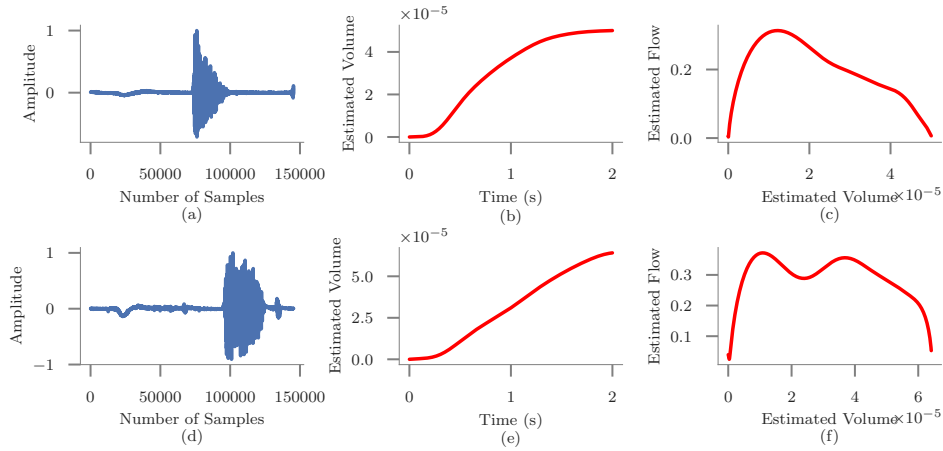 Amplitude
1
0
0
50000
100000
150000
Number of Samples
(a)
×10⁻⁵
Estimated Volume
4
2
0
0
1
2
Time (s)
(b)
Estimated Flow
0.2
0.0
0
2
4
×10⁻⁵
Estimated Volume
(c)
Amplitude
1
0
−1
0
50000
100000
150000
Number of Samples
(d)
×10⁻⁵
Estimated Volume
5.0
2.5
0.0
0
1
2
Time (s)
(e)
Estimated Flow
0.3
0.2
0.1
0
2
4
6
×10⁻⁵
Estimated Volume
(f)